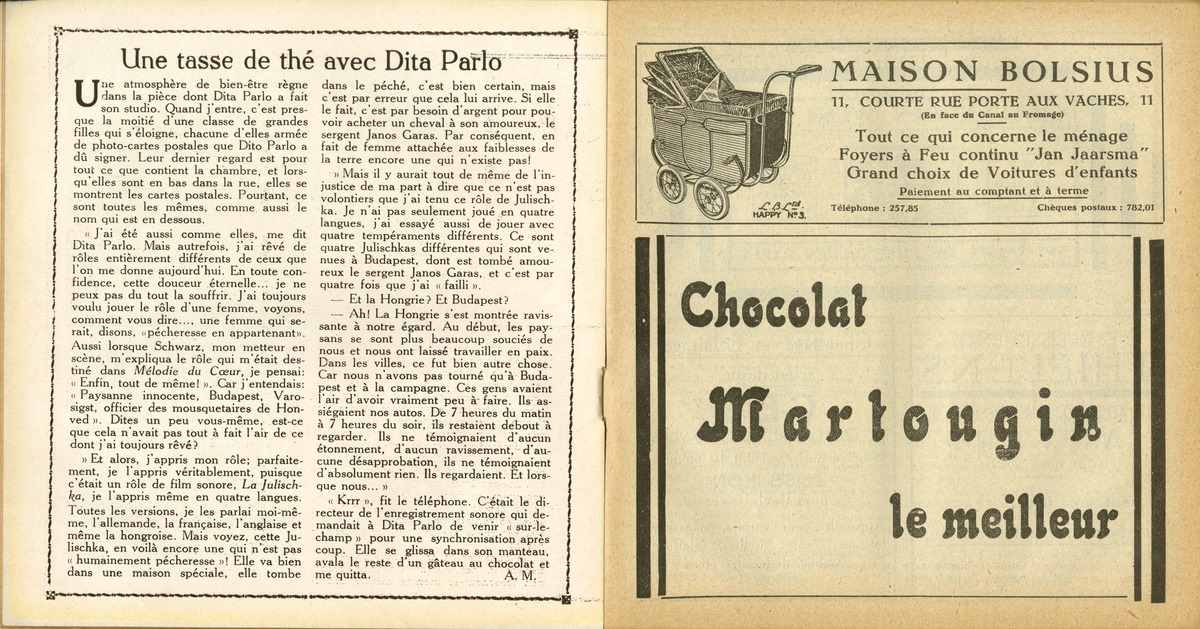 Une tasse de thé avec Dita Parlo
Une atmosphère de bien-être règne
dans la pièce dont Dita Parlo a fait
son studio. Quand j'entre, c'est pres-
que la moitié d'une classe de grandes
filles qui s'éloigne, chacune d'elles armée
de photo-cartes postales que Dito Parlo a
dû signer. Leur dernier regard est pour
tout ce que contient la chambre, et lors-
qu'elles sont en bas dans la rue, elles se
montrent les cartes postales. Pourtant, ce
sont toutes les mêmes, comme aussi le
nom qui est en dessous.
« J'ai été aussi comme elles, me dit
Dita Parlo. Mais autrefois, j'ai rêvé de
rôles entièrement différents de ceux que
l'on me donne aujourd'hui. En toute con-
fidence, cette douceur éternelle... je ne
peux pas du tout la souffrir. J'ai toujours
voulu jouer le rôle d'une femme, voyons,
comment vous dire..., une femme qui se-
rait, disons, «pécheresse en appartenant».
Aussi lorsque Schwarz, mon metteur en
scène, m'expliqua le rôle qui m'était des-
tiné dans Mélodie du Cœur, je pensai:
« Enfin, tout de même! ». Car j'entendais:
« Paysanne innocente, Budapest, Varo-
sigst, officier des mousquetaires de Hon-
ved ». Dites un peu vous-même, est-ce
que cela n'avait pas tout à fait l'air de ce
dont j'ai toujours rêvé?
» Et alors, j'appris mon rôle; parfaite-
ment, je l'appris véritablement, puisque
c'était un rôle de film sonore, La Julisch-
ka, je l'appris même en quatre langues.
Toutes les versions, je les parlai moi-mê-
me, l'allemande, la française, l'anglaise et
même la hongroise. Mais voyez, cette Ju-
lischka, en voilà encore une qui n'est pas
« humainement pécheresse »! Elle va bien
dans une maison spéciale, elle tombe
dans le péché, c'est bien certain, mais
c'est par erreur que cela lui arrive. Si elle
le fait, c'est par besoin d'argent pour pou-
voir acheter un cheval à son amoureux, le
sergent Janos Garas. Par conséquent, en
fait de femme attachée aux faiblesses de
la terre encore une qui n'existe pas!
» Mais il y aurait tout de même de l'in-
justice de ma part à dire que ce n'est pas
volontiers que j'ai tenu ce rôle de Julisch-
ka. Je n'ai pas seulement joué en quatre
langues, j'ai essayé aussi de jouer avec
quatre tempéraments différents. Ce sont
quatre Julischkas différentes qui sont ve-
nues à Budapest, dont est tombé amou-
reux le sergent Janos Garas, et c'est par
quatre fois que j'ai « failli ».
— Et la Hongrie? Et Budapest?
— Ah! La Hongrie s'est montrée ravis-
sante à notre égard. Au début, les pay-
sans se sont plus beaucoup souciés de
nous et nous ont laissé travailler en paix.
Dans les villes, ce fut bien autre chose.
Car nous n'avons pas tourné qu'à Buda-
pest et à la campagne. Ces gens avaient
l'air d'avoir vraiment peu à faire. Ils as-
siégaient nos autos. De 7 heures du matin
à 7 heures du soir, ils restaient debout à
regarder. Ils ne témoignaient d'aucun
étonnement, d'aucun ravissement, d'au-
cune désapprobation, ils ne témoignaient
d'absolument rien. Ils regardaient. Et lors-
que nous... »
« Krrr », fit le téléphone. C'était le di-
recteur de l'enregistrement sonore qui de-
mandait à Dita Parlo de venir « sur-le-
champ » pour une synchronisation après
coup. Elle se glissa dans son manteau,
avala le reste d'un gâteau au chocolat et
me quitta. A. M.
L.B.Ltd.
HAPPY Nº 3.
MAISON BOLSIUS
11, COURTE RUE PORTE AUX VACHES, 11
(En face du Canal au Fromage)
Tout ce qui concerne le ménage
Foyers à Feu continu "Jan Jaarsma"
Grand choix de Voitures d'enfants
Paiement au comptant et à terme
Téléphone : 257,85 Chèques postaux : 782,01
Chocolat
Martougin
le meilleur